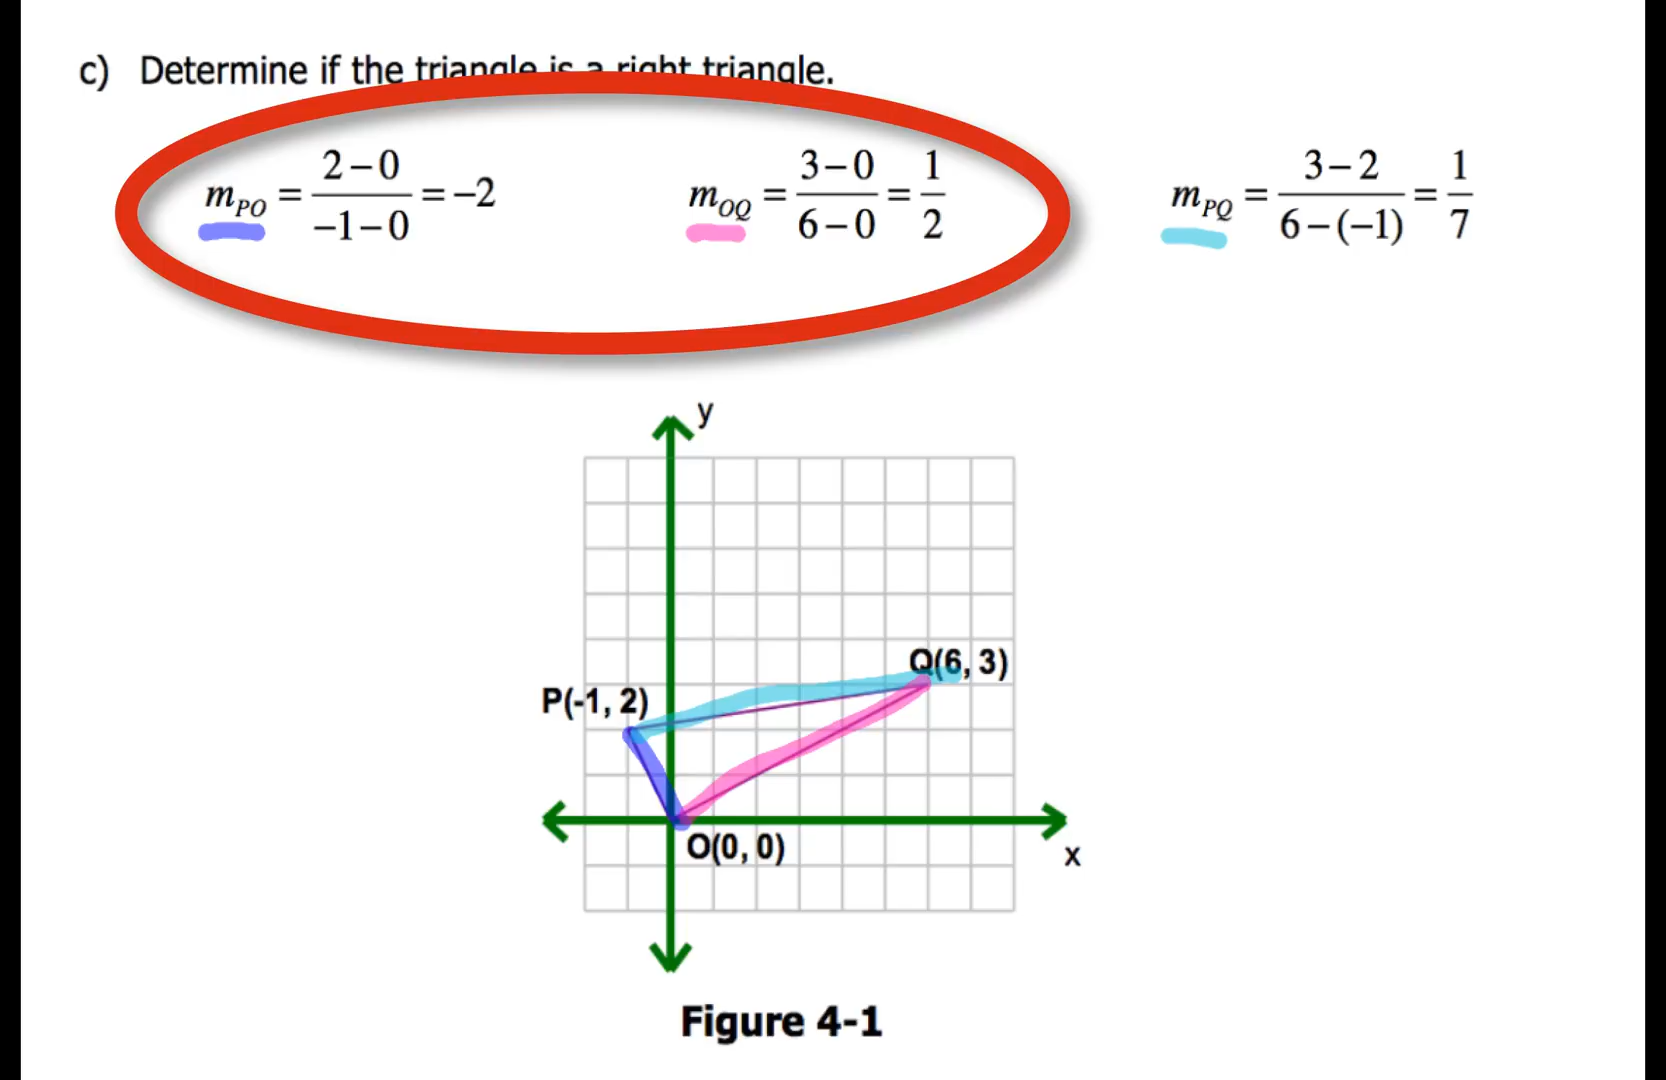 c) Determine if the triangle is a right triangle.
m_PO = (2−0)/(−1−0) = −2 m_OQ = (3−0)/(6−0) = 1/2 m_PQ = (3−2)/(6−(−1)) = 1/7
y
Q(6, 3)
P(-1, 2)
O(0, 0)
x
Figure 4-1